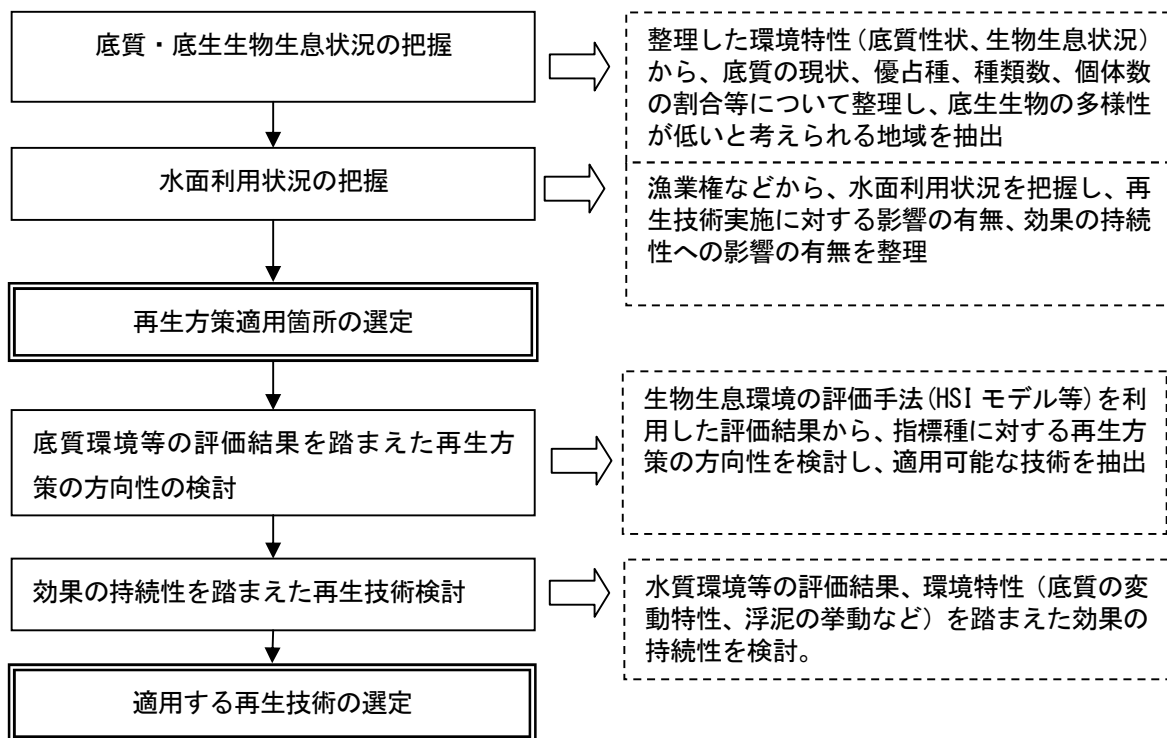 底質・底生生物生息状況の把握
整理した環境特性(底質性状、生物生息状況)
から、底質の現状、優占種、種類数、個体数
の割合等について整理し、底生生物の多様性
が低いと考えられる地域を抽出
水面利用状況の把握
漁業権などから、水面利用状況を把握し、再
生技術実施に対する影響の有無、効果の持続
性への影響の有無を整理
再生方策適用箇所の選定
底質環境等の評価結果を踏まえた再生方
策の方向性の検討
生物生息環境の評価手法(HSI モデル等)を利
用した評価結果から、指標種に対する再生方
策の方向性を検討し、適用可能な技術を抽出
効果の持続性を踏まえた再生技術検討
水質環境等の評価結果、環境特性（底質の変
動特性、浮泥の挙動など）を踏まえた効果の
持続性を検討。
適用する再生技術の選定